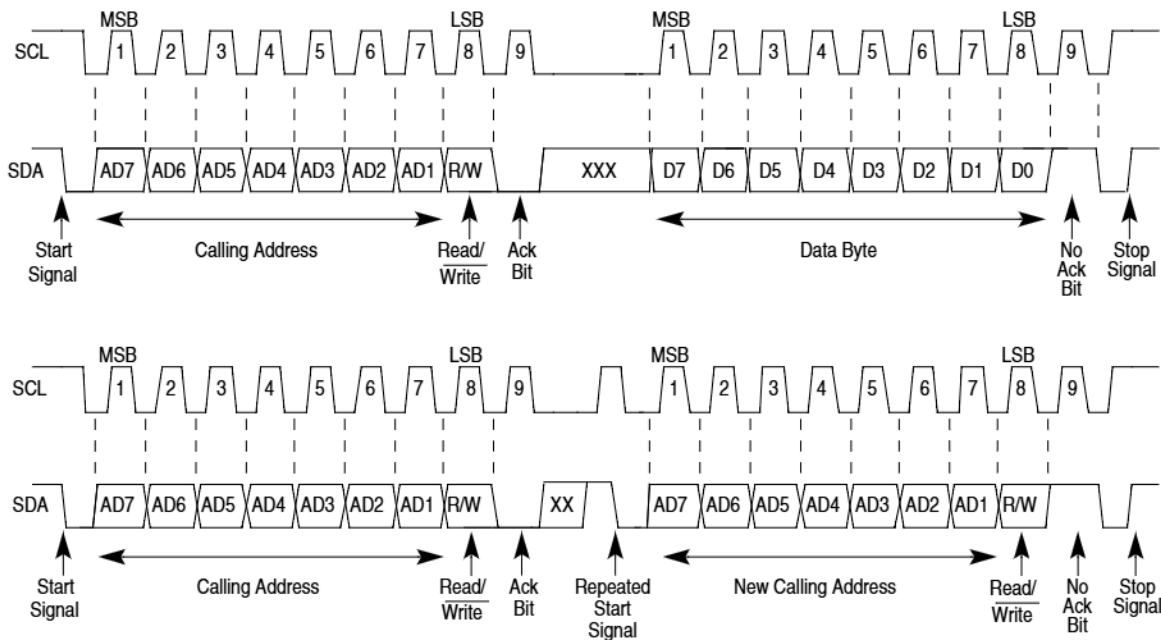 MSB LSB MSB LSB
SCL 1 2 3 4 5 6 7 8 9 1 2 3 4 5 6 7 8 9
SDA AD7 AD6 AD5 AD4 AD3 AD2 AD1 R/W XXX D7 D6 D5 D4 D3 D2 D1 D0
Start Signal
Calling Address
Read/ Write
Ack Bit
Data Byte
No Ack Bit
Stop Signal
MSB LSB MSB LSB
SCL 1 2 3 4 5 6 7 8 9 1 2 3 4 5 6 7 8 9
SDA AD7 AD6 AD5 AD4 AD3 AD2 AD1 R/W XX AD7 AD6 AD5 AD4 AD3 AD2 AD1 R/W
Start Signal
Calling Address
Read/ Write
Ack Bit
Repeated Start Signal
New Calling Address
Read/ Write
No Ack Bit
Stop Signal